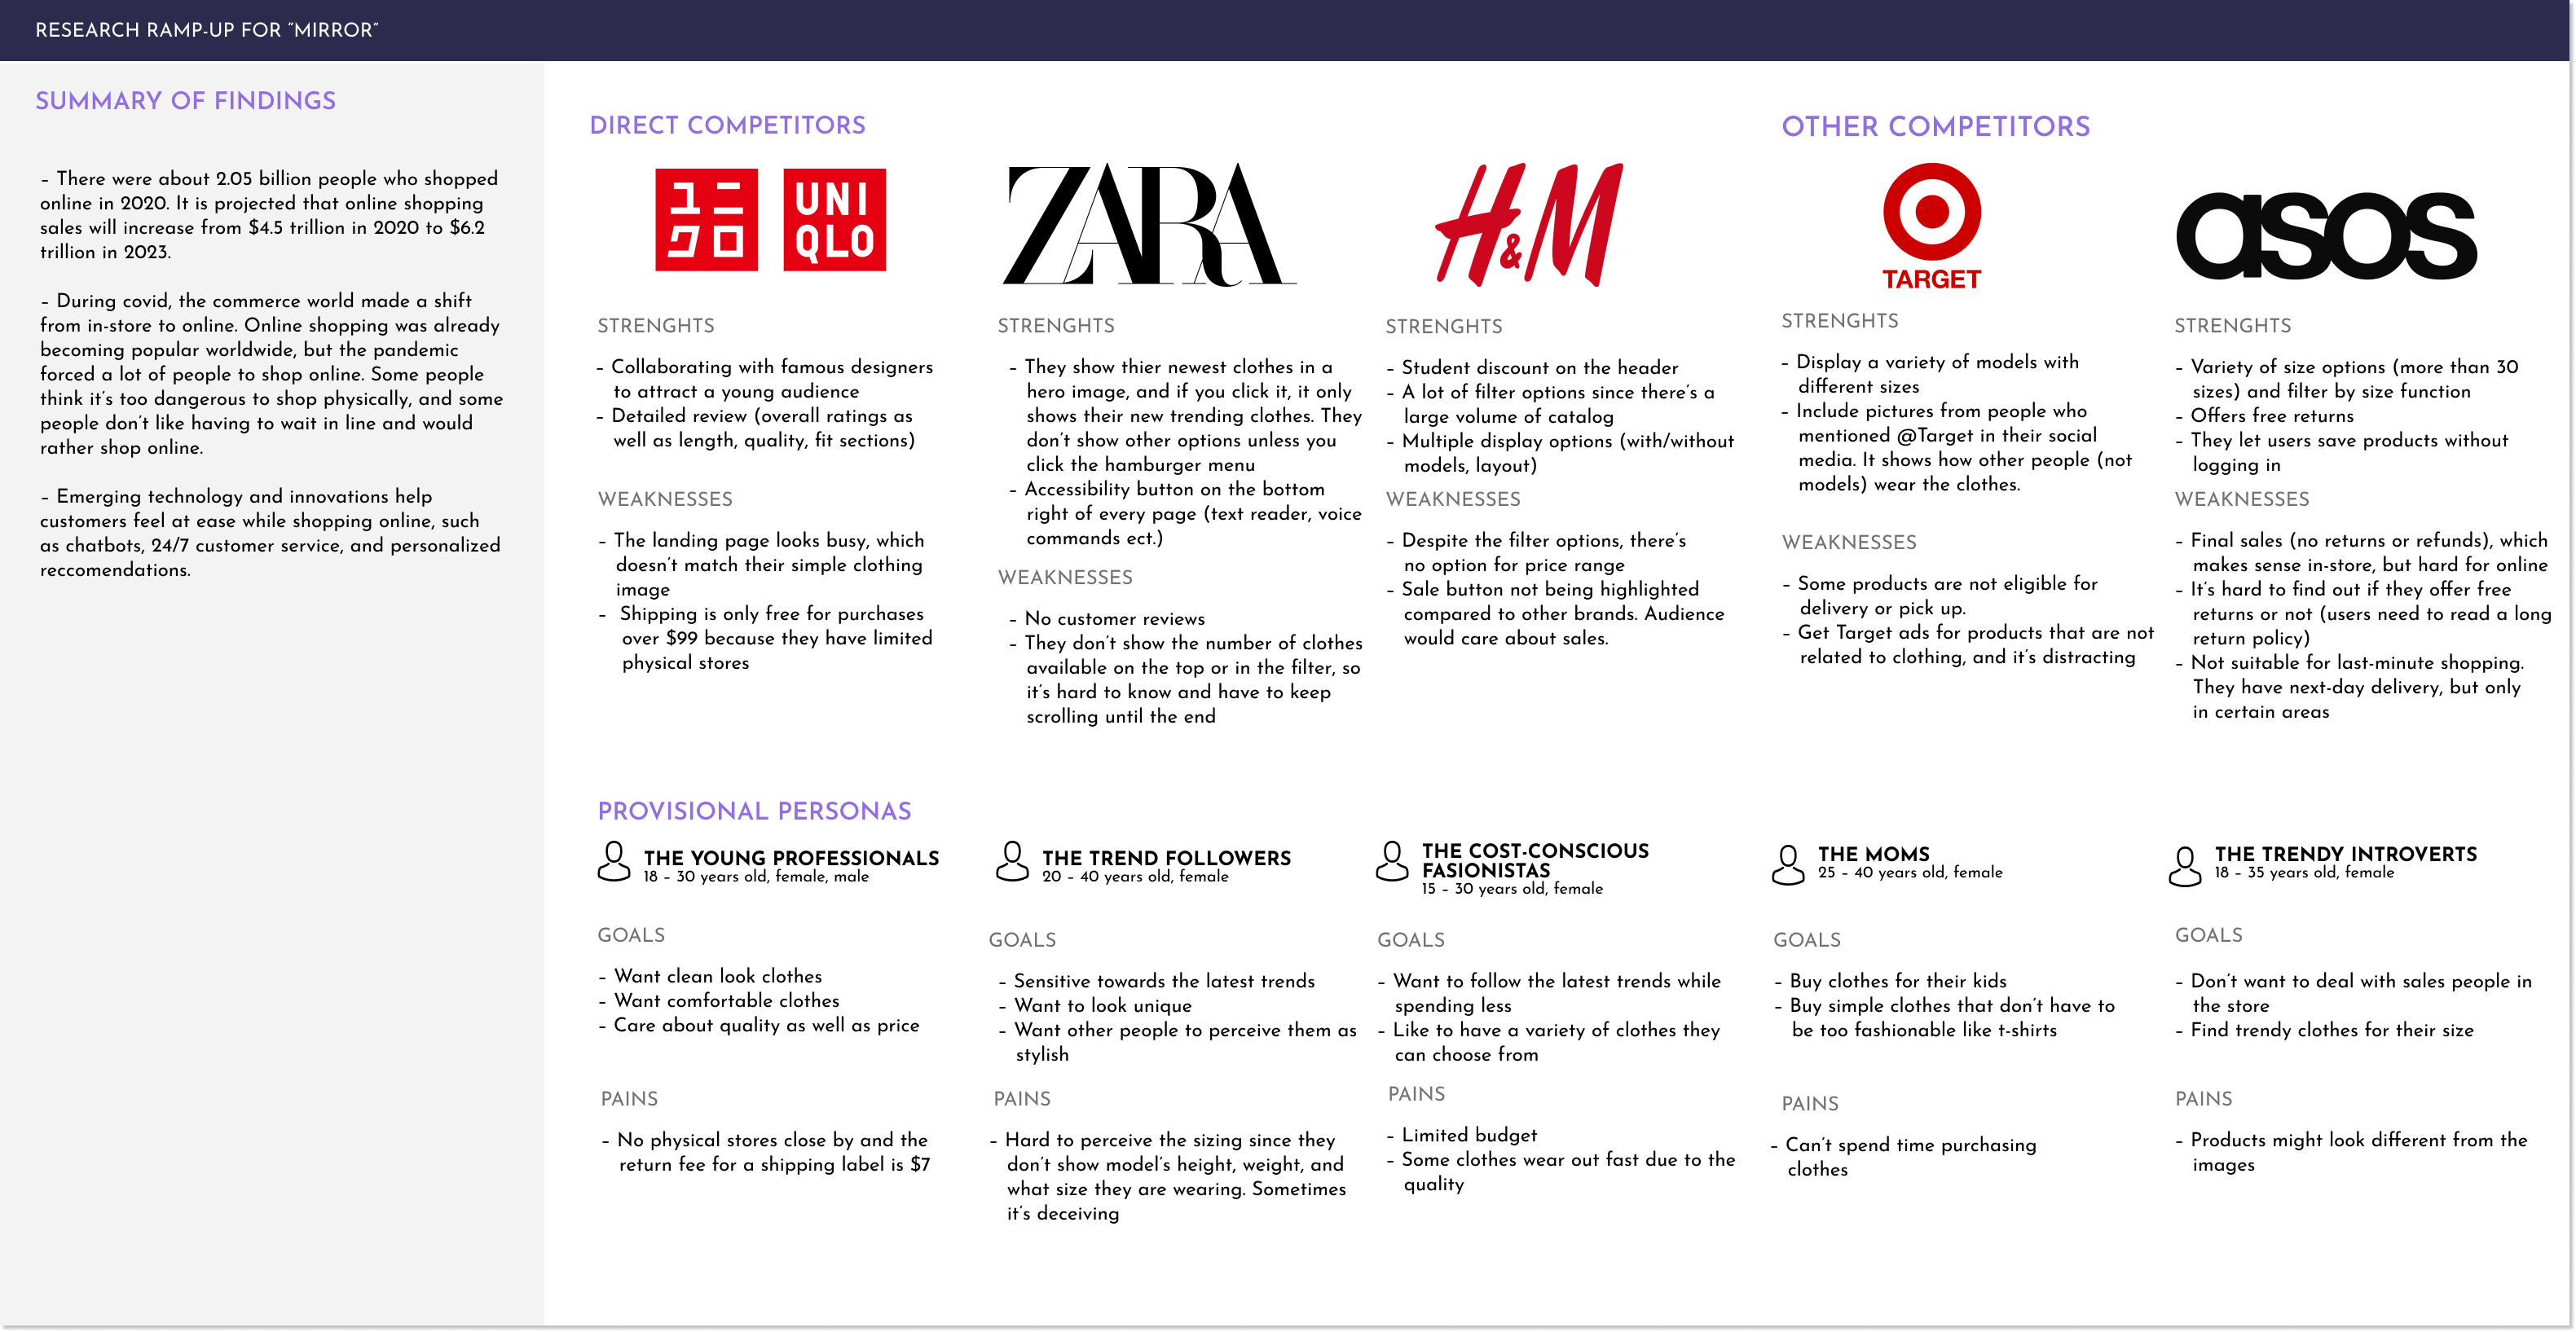 RESEARCH RAMP-UP FOR “MIRROR”
SUMMARY OF FINDINGS
– There were about 2.05 billion people who shopped
online in 2020. It is projected that online shopping
sales will increase from $4.5 trillion in 2020 to $6.2
trillion in 2023.
– During covid, the commerce world made a shift
from in-store to online. Online shopping was already
becoming popular worldwide, but the pandemic
forced a lot of people to shop online. Some people
think it’s too dangerous to shop physically, and some
people don’t like having to wait in line and would
rather shop online.
– Emerging technology and innovations help
customers feel at ease while shopping online, such
as chatbots, 24/7 customer service, and personalized
reccomendations.
DIRECT COMPETITORS
ユニ
クロ
UNI
QLO
STRENGHTS
– Collaborating with famous designers
to attract a young audience
– Detailed review (overall ratings as
well as length, quality, fit sections)
WEAKNESSES
– The landing page looks busy, which
doesn’t match their simple clothing
image
– Shipping is only free for purchases
over $99 because they have limited
physical stores
ZARA
STRENGHTS
– They show thier newest clothes in a
hero image, and if you click it, it only
shows their new trending clothes. They
don’t show other options unless you
click the hamburger menu
– Accessibility button on the bottom
right of every page (text reader, voice
commands ect.)
WEAKNESSES
– No customer reviews
– They don’t show the number of clothes
available on the top or in the filter, so
it’s hard to know and have to keep
scrolling until the end
H&M
STRENGHTS
– Student discount on the header
– A lot of filter options since there’s a
large volume of catalog
– Multiple display options (with/without
models, layout)
WEAKNESSES
– Despite the filter options, there’s
no option for price range
– Sale button not being highlighted
compared to other brands. Audience
would care about sales.
OTHER COMPETITORS
TARGET
STRENGHTS
– Display a variety of models with
different sizes
– Include pictures from people who
mentioned @Target in their social
media. It shows how other people (not
models) wear the clothes.
WEAKNESSES
– Some products are not eligible for
delivery or pick up.
– Get Target ads for products that are not
related to clothing, and it’s distracting
asos
STRENGHTS
– Variety of size options (more than 30
sizes) and filter by size function
– Offers free returns
– They let users save products without
logging in
WEAKNESSES
– Final sales (no returns or refunds), which
makes sense in-store, but hard for online
– It’s hard to find out if they offer free
returns or not (users need to read a long
return policy)
– Not suitable for last-minute shopping.
They have next-day delivery, but only
in certain areas
PROVISIONAL PERSONAS
THE YOUNG PROFESSIONALS
18 – 30 years old, female, male
GOALS
– Want clean look clothes
– Want comfortable clothes
– Care about quality as well as price
PAINS
– No physical stores close by and the
return fee for a shipping label is $7
THE TREND FOLLOWERS
20 – 40 years old, female
GOALS
– Sensitive towards the latest trends
– Want to look unique
– Want other people to perceive them as
stylish
PAINS
– Hard to perceive the sizing since they
don’t show model’s height, weight, and
what size they are wearing. Sometimes
it’s deceiving
THE COST-CONSCIOUS
FASIONISTAS
15 – 30 years old, female
GOALS
– Want to follow the latest trends while
spending less
– Like to have a variety of clothes they
can choose from
PAINS
– Limited budget
– Some clothes wear out fast due to the
quality
THE MOMS
25 – 40 years old, female
GOALS
– Buy clothes for their kids
– Buy simple clothes that don’t have to
be too fashionable like t-shirts
PAINS
– Can’t spend time purchasing
clothes
THE TRENDY INTROVERTS
18 – 35 years old, female
GOALS
– Don’t want to deal with sales people in
the store
– Find trendy clothes for their size
PAINS
– Products might look different from the
images